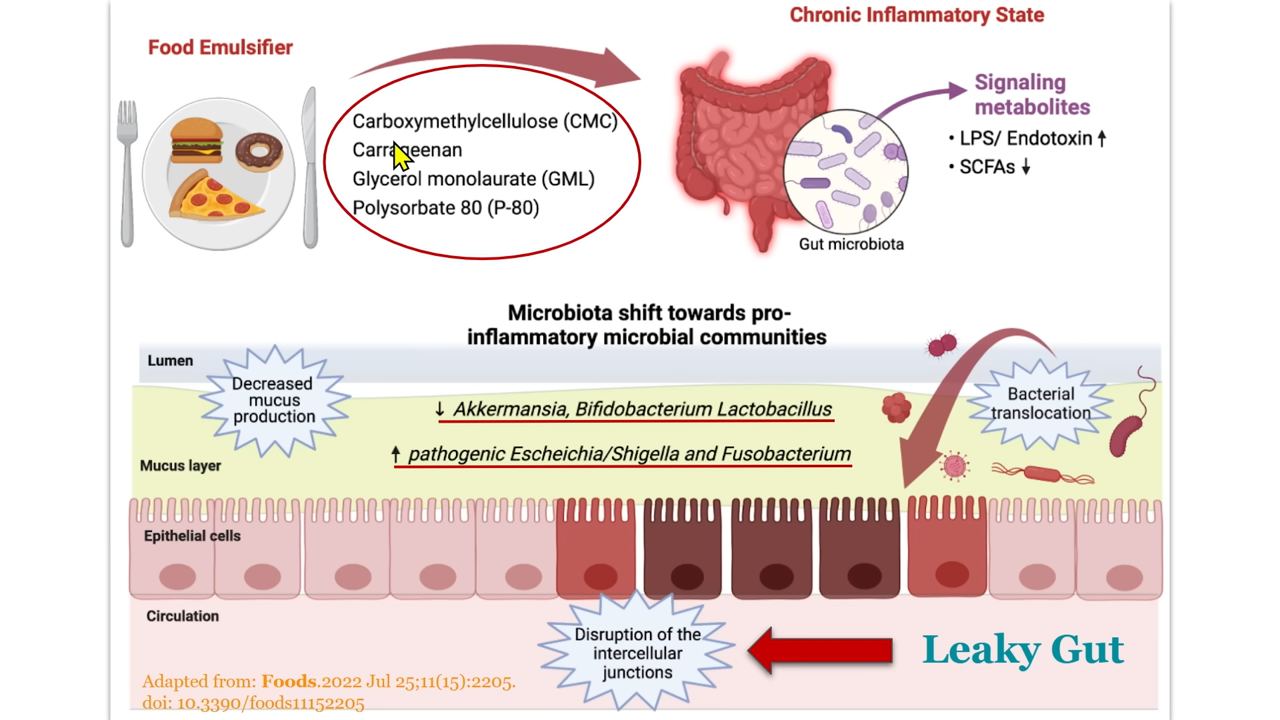 Chronic Inflammatory State
Food Emulsifier
Carboxymethylcellulose (CMC)
Carrageenan
Glycerol monolaurate (GML)
Polysorbate 80 (P-80)
Signaling
metabolites
• LPS/ Endotoxin ↑
• SCFAs ↓
Gut microbiota
Microbiota shift towards pro-
inflammatory microbial communities
Lumen
Decreased
mucus
production
↓ Akkermansia, Bifidobacterium Lactobacillus
Bacterial
translocation
↑ pathogenic Escheichia/Shigella and Fusobacterium
Mucus layer
Epithelial cells
Circulation
Disruption of the
intercellular
junctions
Leaky Gut
Adapted from: Foods.2022 Jul 25;11(15):2205.
doi: 10.3390/foods11152205